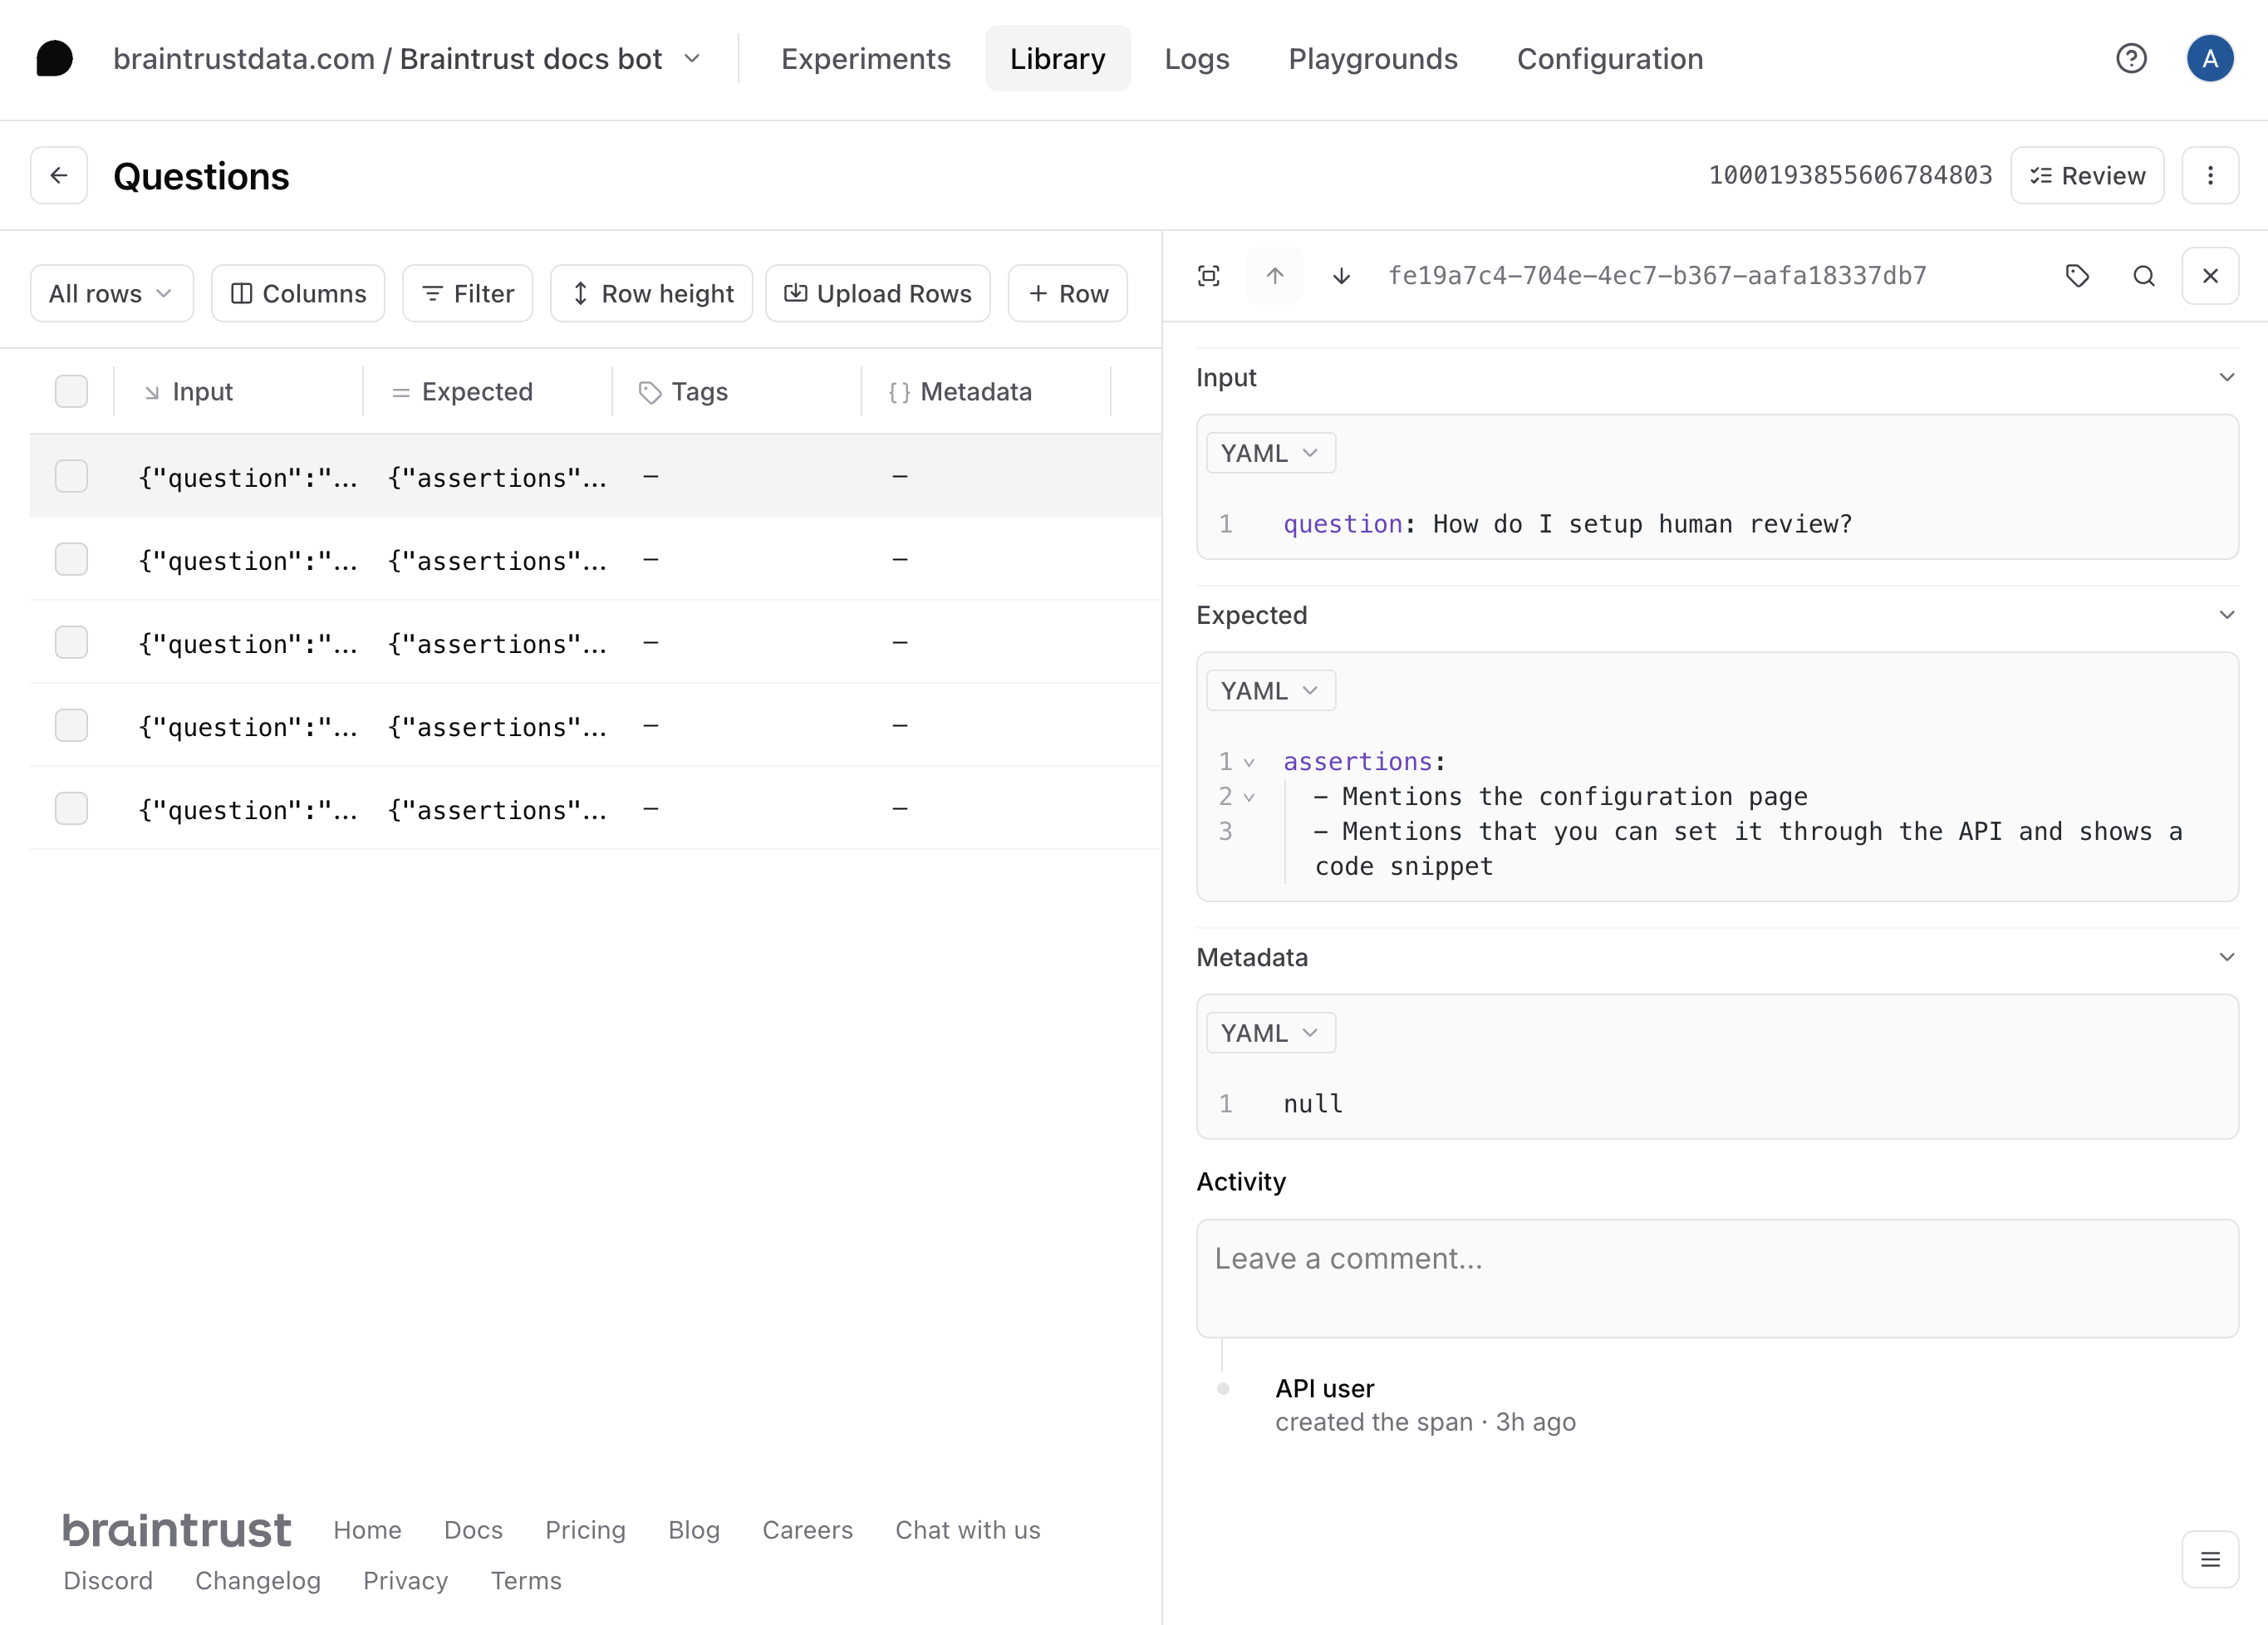 braintrustdata.com / Braintrust docs bot
Experiments
Library
Logs
Playgrounds
Configuration
A
Questions
1000193855606784803
Review
All rows
Columns
Filter
Row height
Upload Rows
+ Row
Input
Expected
Tags
Metadata
{"question":"...
{"assertions"...
—
—
{"question":"...
{"assertions"...
—
—
{"question":"...
{"assertions"...
—
—
{"question":"...
{"assertions"...
—
—
{"question":"...
{"assertions"...
—
—
braintrust
Home
Docs
Pricing
Blog
Careers
Chat with us
Discord
Changelog
Privacy
Terms
fe19a7c4-704e-4ec7-b367-aafa18337db7
Input
YAML
1 question: How do I setup human review?
Expected
YAML
1 assertions:
2 - Mentions the configuration page
3 - Mentions that you can set it through the API and shows a
code snippet
Metadata
YAML
1 null
Activity
Leave a comment...
API user
created the span · 3h ago